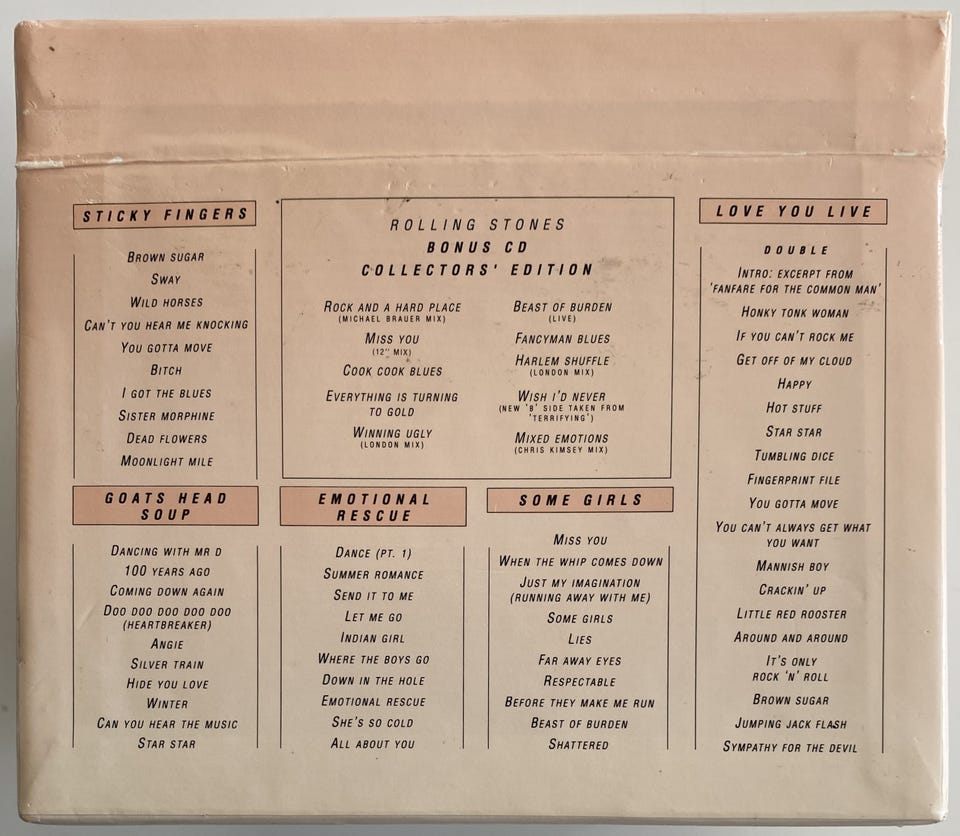 STICKY FINGERS
BROWN SUGAR
SWAY
WILD HORSES
CAN'T YOU HEAR ME KNOCKING
YOU GOTTA MOVE
BITCH
I GOT THE BLUES
SISTER MORPHINE
DEAD FLOWERS
MOONLIGHT MILE
ROLLING STONES
BONUS CD
COLLECTORS' EDITION
ROCK AND A HARD PLACE
(MICHAEL BRAUER MIX)
MISS YOU
(12" MIX)
COOK COOK BLUES
EVERYTHING IS TURNING
TO GOLD
WINNING UGLY
(LONDON MIX)
BEAST OF BURDEN
(LIVE)
FANCYMAN BLUES
HARLEM SHUFFLE
(LONDON MIX)
WISH I'D NEVER
(NEW 'B' SIDE TAKEN FROM
'TERRIFYING')
MIXED EMOTIONS
(CHRIS KIMSEY MIX)
LOVE YOU LIVE
DOUBLE
INTRO: EXCERPT FROM
'FANFARE FOR THE COMMON MAN'
HONKY TONK WOMAN
IF YOU CAN'T ROCK ME
GET OFF OF MY CLOUD
HAPPY
HOT STUFF
STAR STAR
TUMBLING DICE
FINGERPRINT FILE
YOU GOTTA MOVE
YOU CAN'T ALWAYS GET WHAT
YOU WANT
MANNISH BOY
CRACKIN' UP
LITTLE RED ROOSTER
AROUND AND AROUND
IT'S ONLY
ROCK 'N' ROLL
BROWN SUGAR
JUMPING JACK FLASH
SYMPATHY FOR THE DEVIL
GOATS HEAD
SOUP
DANCING WITH MR D
100 YEARS AGO
COMING DOWN AGAIN
DOO DOO DOO DOO DOO
(HEARTBREAKER)
ANGIE
SILVER TRAIN
HIDE YOU LOVE
WINTER
CAN YOU HEAR THE MUSIC
STAR STAR
EMOTIONAL
RESCUE
DANCE (PT. 1)
SUMMER ROMANCE
SEND IT TO ME
LET ME GO
INDIAN GIRL
WHERE THE BOYS GO
DOWN IN THE HOLE
EMOTIONAL RESCUE
SHE'S SO COLD
ALL ABOUT YOU
SOME GIRLS
MISS YOU
WHEN THE WHIP COMES DOWN
JUST MY IMAGINATION
(RUNNING AWAY WITH ME)
SOME GIRLS
LIES
FAR AWAY EYES
RESPECTABLE
BEFORE THEY MAKE ME RUN
BEAST OF BURDEN
SHATTERED